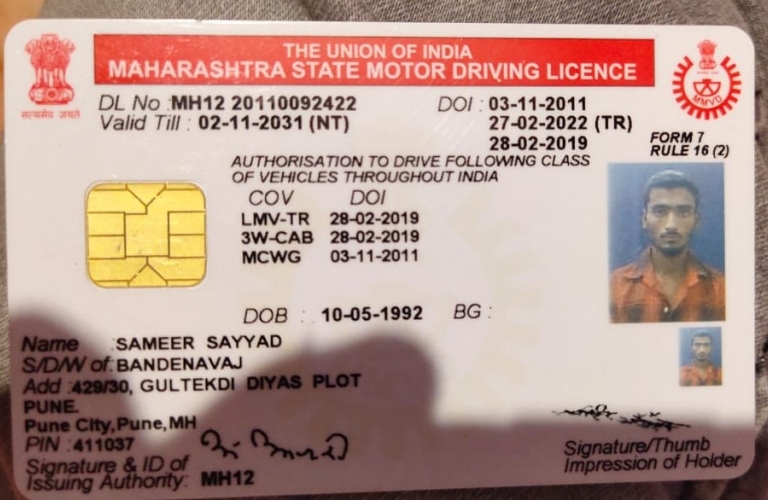 THE UNION OF INDIA
MAHARASHTRA STATE MOTOR DRIVING LICENCE
सत्यमेव जयते
MMVD
DL No : MH12 20110092422 DOI : 03-11-2011
Valid Till : 02-11-2031 (NT) 27-02-2022 (TR)
28-02-2019
FORM 7
RULE 16 (2)
AUTHORISATION TO DRIVE FOLLOWING CLASS
OF VEHICLES THROUGHOUT INDIA
COV DOI
LMV-TR 28-02-2019
3W-CAB 28-02-2019
MCWG 03-11-2011
DOB : 10-05-1992 BG :
Name : SAMEER SAYYAD
S/D/W of : BANDENAVAJ
Add : 429/30, GULTEKDI DIYAS PLOT
PUNE.
Pune City,Pune,MH
PIN : 411037
Signature & ID of
Issuing Authority: MH12
Signature/Thumb
Impression of Holder